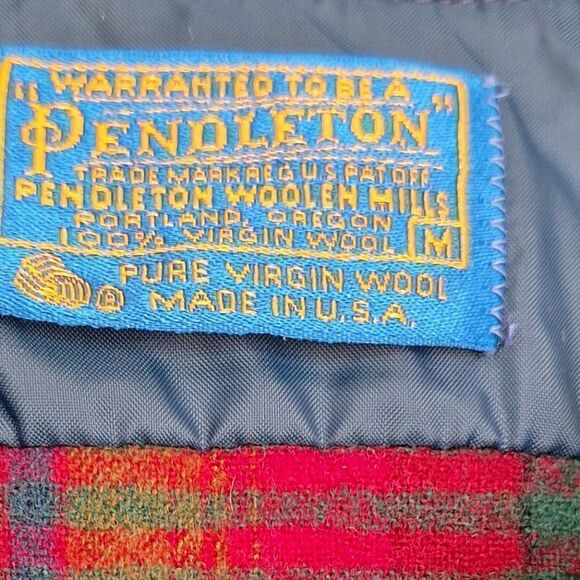 WARRANTED TO BE A
"PENDLETON"
TRADE MARK REG U S PAT OFF
PENDLETON WOOLEN MILLS
PORTLAND, OREGON
100% VIRGIN WOOL M
PURE VIRGIN WOOL
® MADE IN U.S.A.